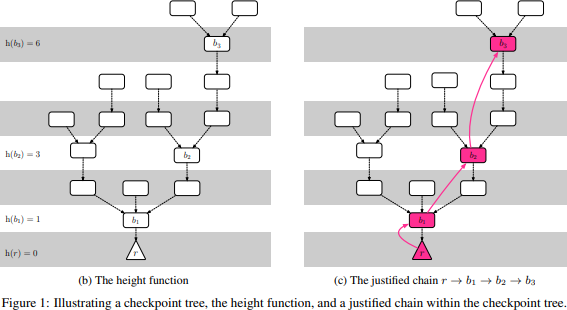 h(b₃) = 6
b₃
b₃
h(b₂) = 3
b₂
b₂
h(b₁) = 1
b₁
b₁
h(r) = 0
r
r
(b) The height function
(c) The justified chain r → b₁ → b₂ → b₃
Figure 1: Illustrating a checkpoint tree, the height function, and a justified chain within the checkpoint tree.